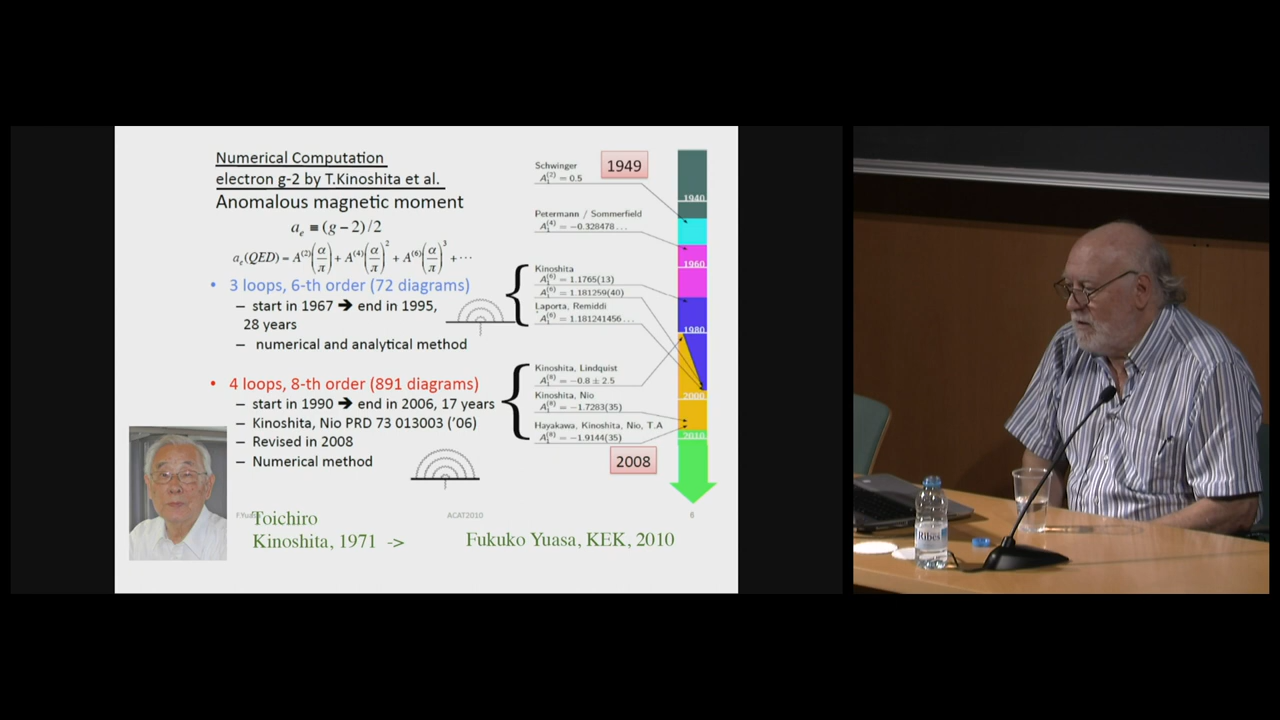 Numerical Computation
electron g-2 by T.Kinoshita et al.
Anomalous magnetic moment
a_e ≡ (g − 2)/2
a_e(QED) = A^(2)(α/π) + A^(4)(α/π)^2 + A^(6)(α/π)^3 + ⋯
• 3 loops, 6-th order (72 diagrams)
– start in 1967 ➔ end in 1995,
28 years
– numerical and analytical method
• 4 loops, 8-th order (891 diagrams)
– start in 1990 ➔ end in 2006, 17 years
– Kinoshita, Nio PRD 73 013003 ('06)
– Revised in 2008
– Numerical method
Schwinger
1949
A_1^(2) = 0.5
Petermann / Sommerfield
A_1^(4) = −0.328478...
Kinoshita
A_1^(6) = 1.1765(13)
A_1^(6) = 1.181259(40)
Laporta, Remiddi
A_1^(6) = 1.181241456...
Kinoshita, Lindquist
A_1^(8) = −0.8 ± 2.5
Kinoshita, Nio
A_1^(8) = −1.7283(35)
Hayakawa, Kinoshita, Nio, T.A
A_1^(8) = −1.9144(35)
2008
1940
1960
1980
2000
2010
ACAT2010
6
Toichiro
Kinoshita, 1971 ->
Fukuko Yuasa, KEK, 2010
Ribes